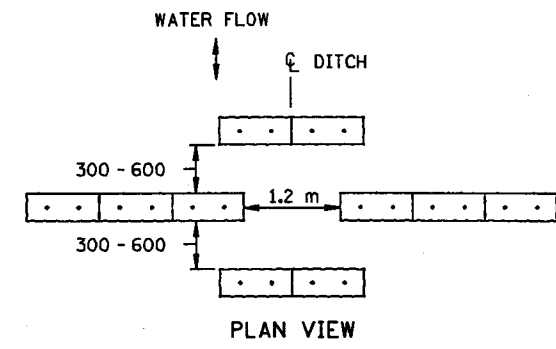 WATER FLOW
℄ DITCH
300 - 600
1.2 m
300 - 600
PLAN VIEW